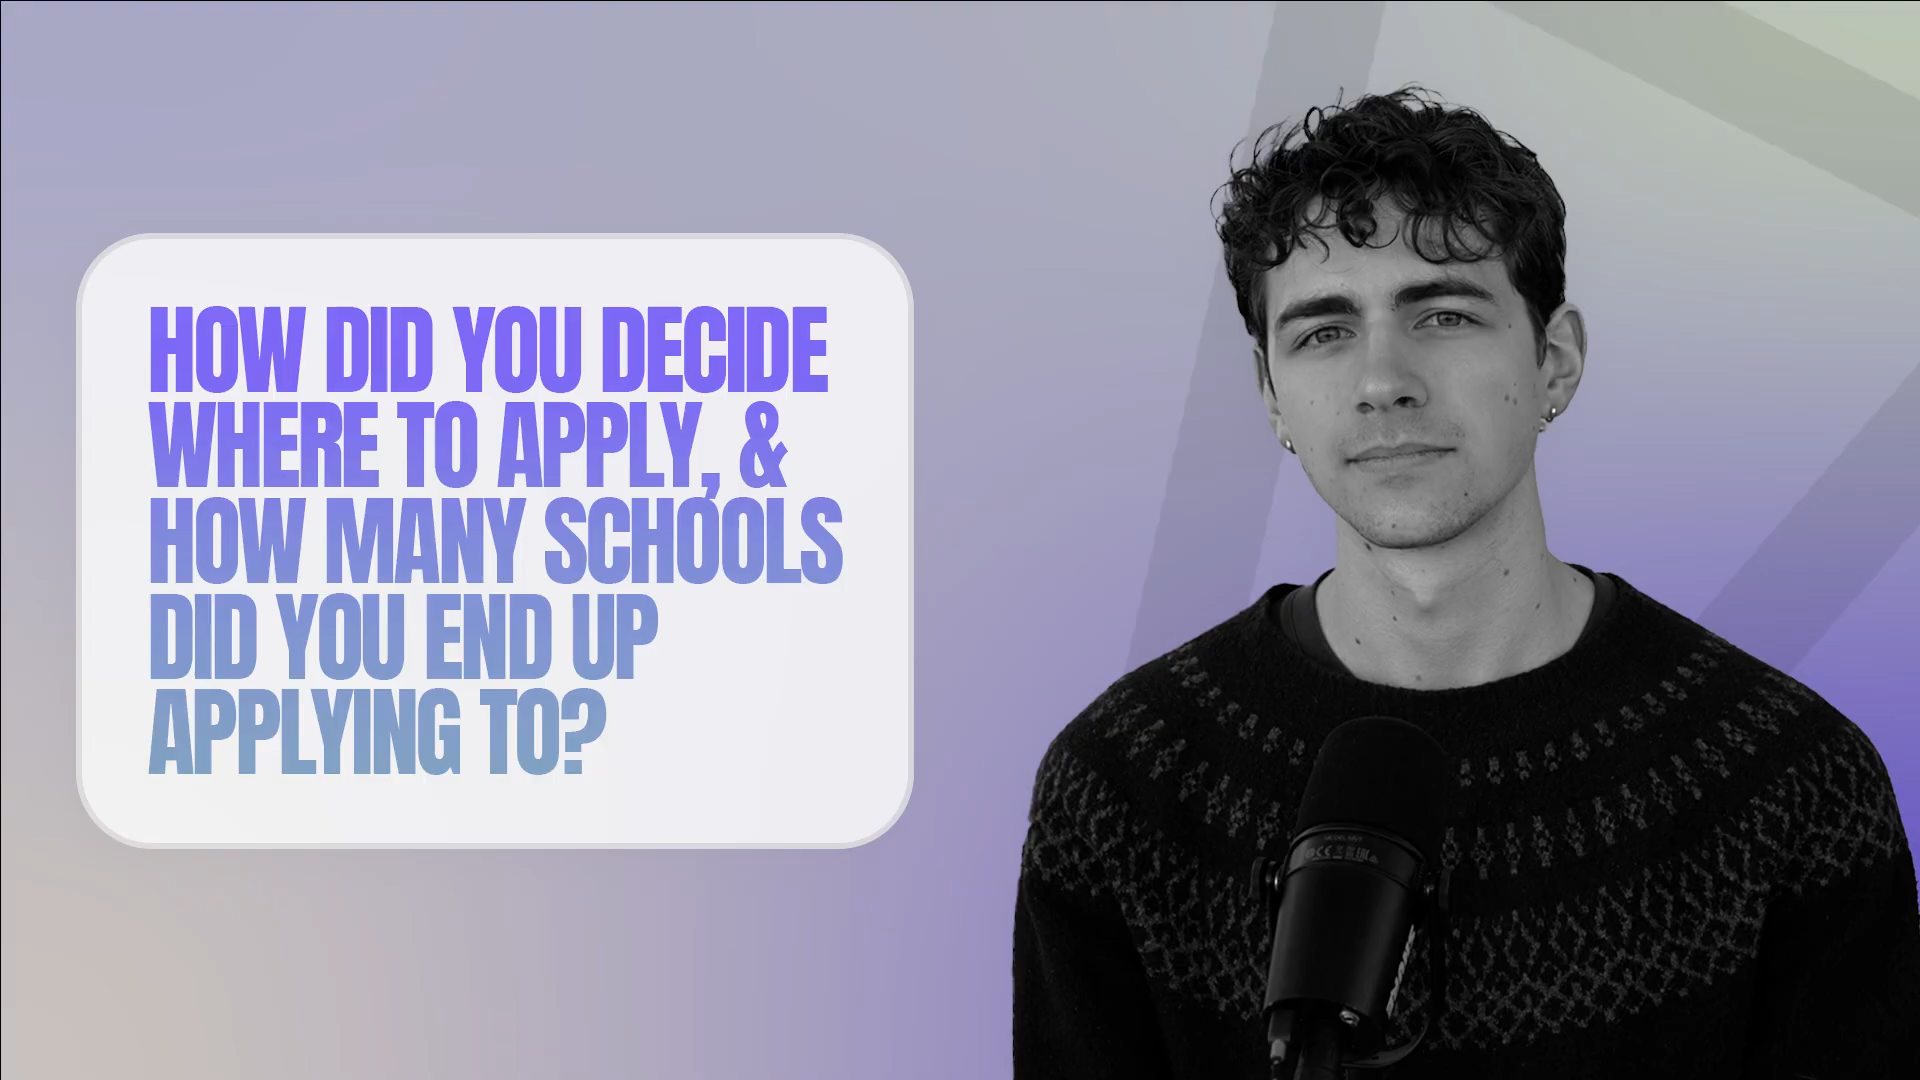 HOW DID YOU DECIDE
WHERE TO APPLY, &
HOW MANY SCHOOLS
DID YOU END UP
APPLYING TO?